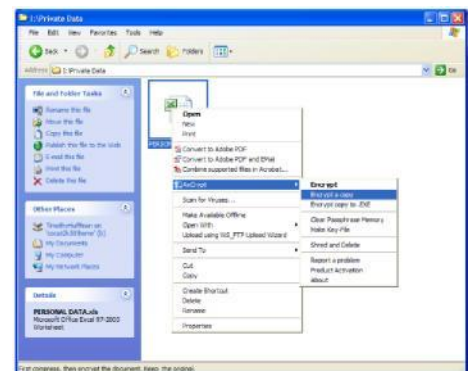 I:\Private Data
File Edit View Favorites Tools Help
Back Search Folders
Address I:\Private Data Go
File and Folder Tasks
Rename this file
Move this file
Copy this file
Publish this file to the Web
E-mail this file
Print this file
Delete this file
Other Places
My Documents
My Computer
My Network Places
Details
PERSONAL DATA.xls
Microsoft Office Excel 97-2003
Worksheet
Open
New
Print
Convert to Adobe PDF
Convert to Adobe PDF and EMail
Combine supported files in Acrobat...
AxCrypt
Scan for Viruses...
Make Available Offline
Open With
Upload using WS_FTP Upload Wizard
Send To
Cut
Copy
Create Shortcut
Delete
Rename
Properties
Encrypt
Encrypt a copy
Encrypt copy to .EXE
Clear Passphrase Memory
Make Key-File
Shred and Delete
Report a problem
Product Activation
About
First compress, then encrypt the document. Keep the original.